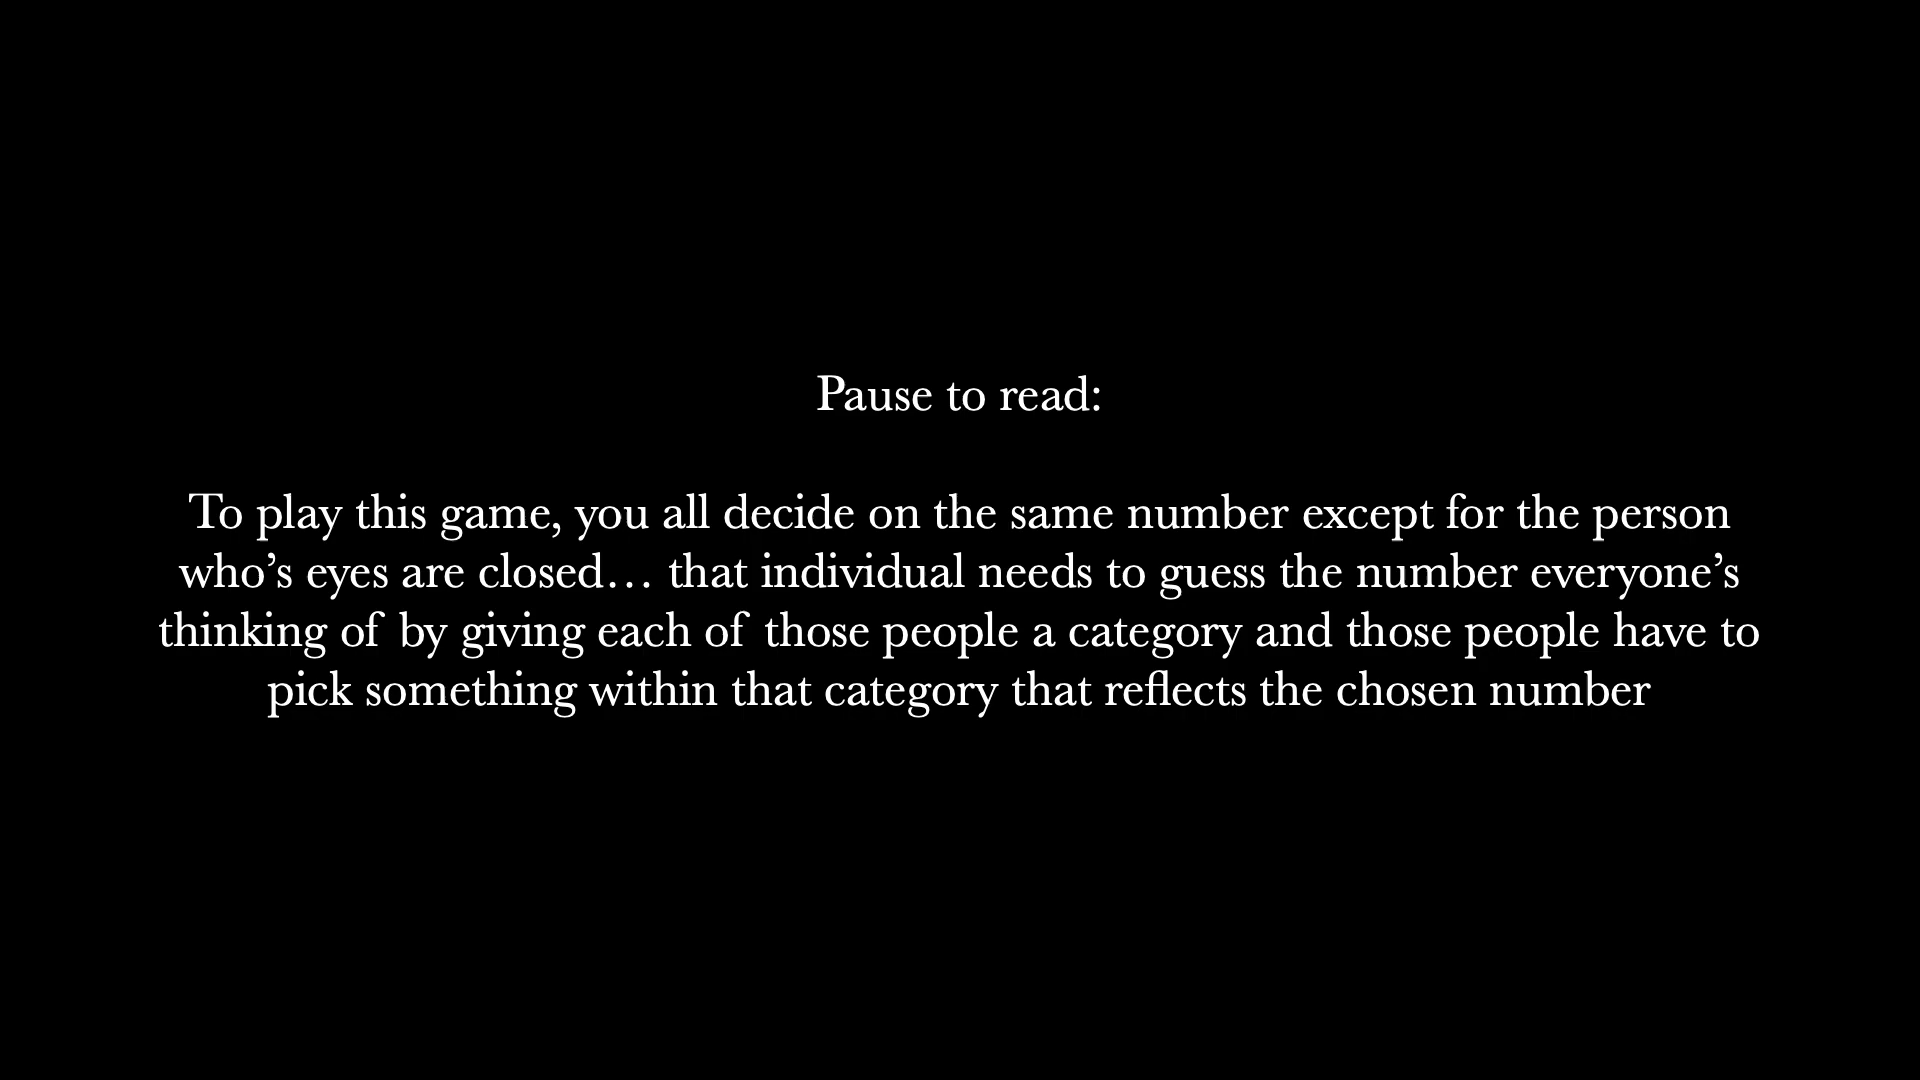 Pause to read:
To play this game, you all decide on the same number except for the person
who’s eyes are closed… that individual needs to guess the number everyone’s
thinking of by giving each of those people a category and those people have to
pick something within that category that reflects the chosen number